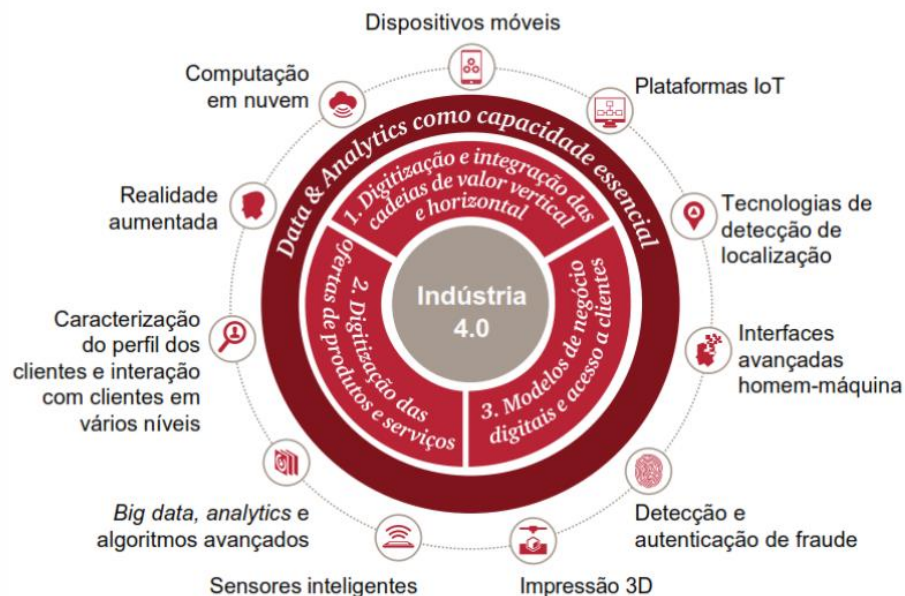 Dispositivos móveis
Computação
em nuvem
Plataformas IoT
Data & Analytics como capacidade essencial
1. Digitização e integração das
cadeias de valor vertical
e horizontal
Realidade
aumentada
Tecnologias de
detecção de
localização
Indústria
4.0
2. Digitização das
ofertas de produtos e serviços
3. Modelos de negócio
digitais e acesso a clientes
Caracterização
do perfil dos
clientes e interação
com clientes em
vários níveis
Interfaces
avançadas
homem-máquina
Big data, analytics e
algoritmos avançados
Detecção e
autenticação de fraude
Sensores inteligentes
Impressão 3D